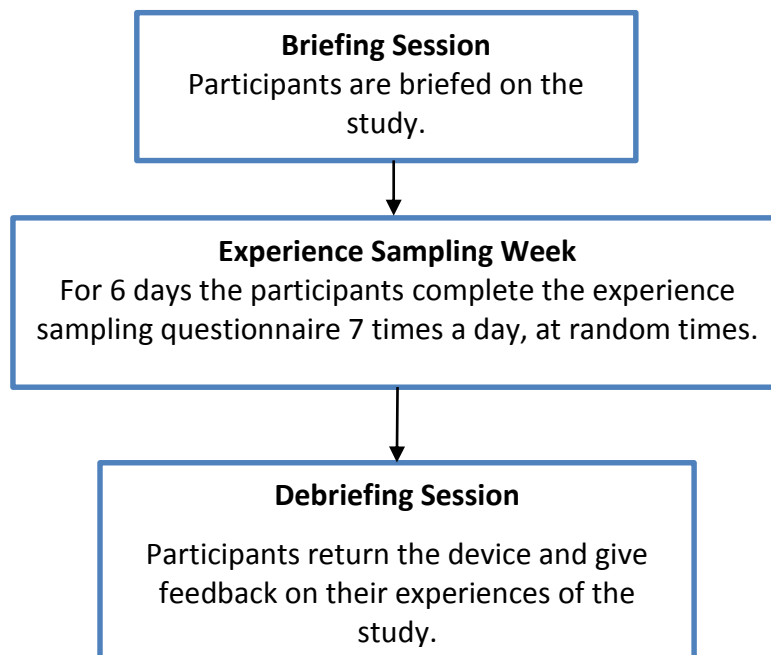 Briefing Session
Participants are briefed on the
study.
Experience Sampling Week
For 6 days the participants complete the experience
sampling questionnaire 7 times a day, at random times.
Debriefing Session
Participants return the device and give
feedback on their experiences of the
study.